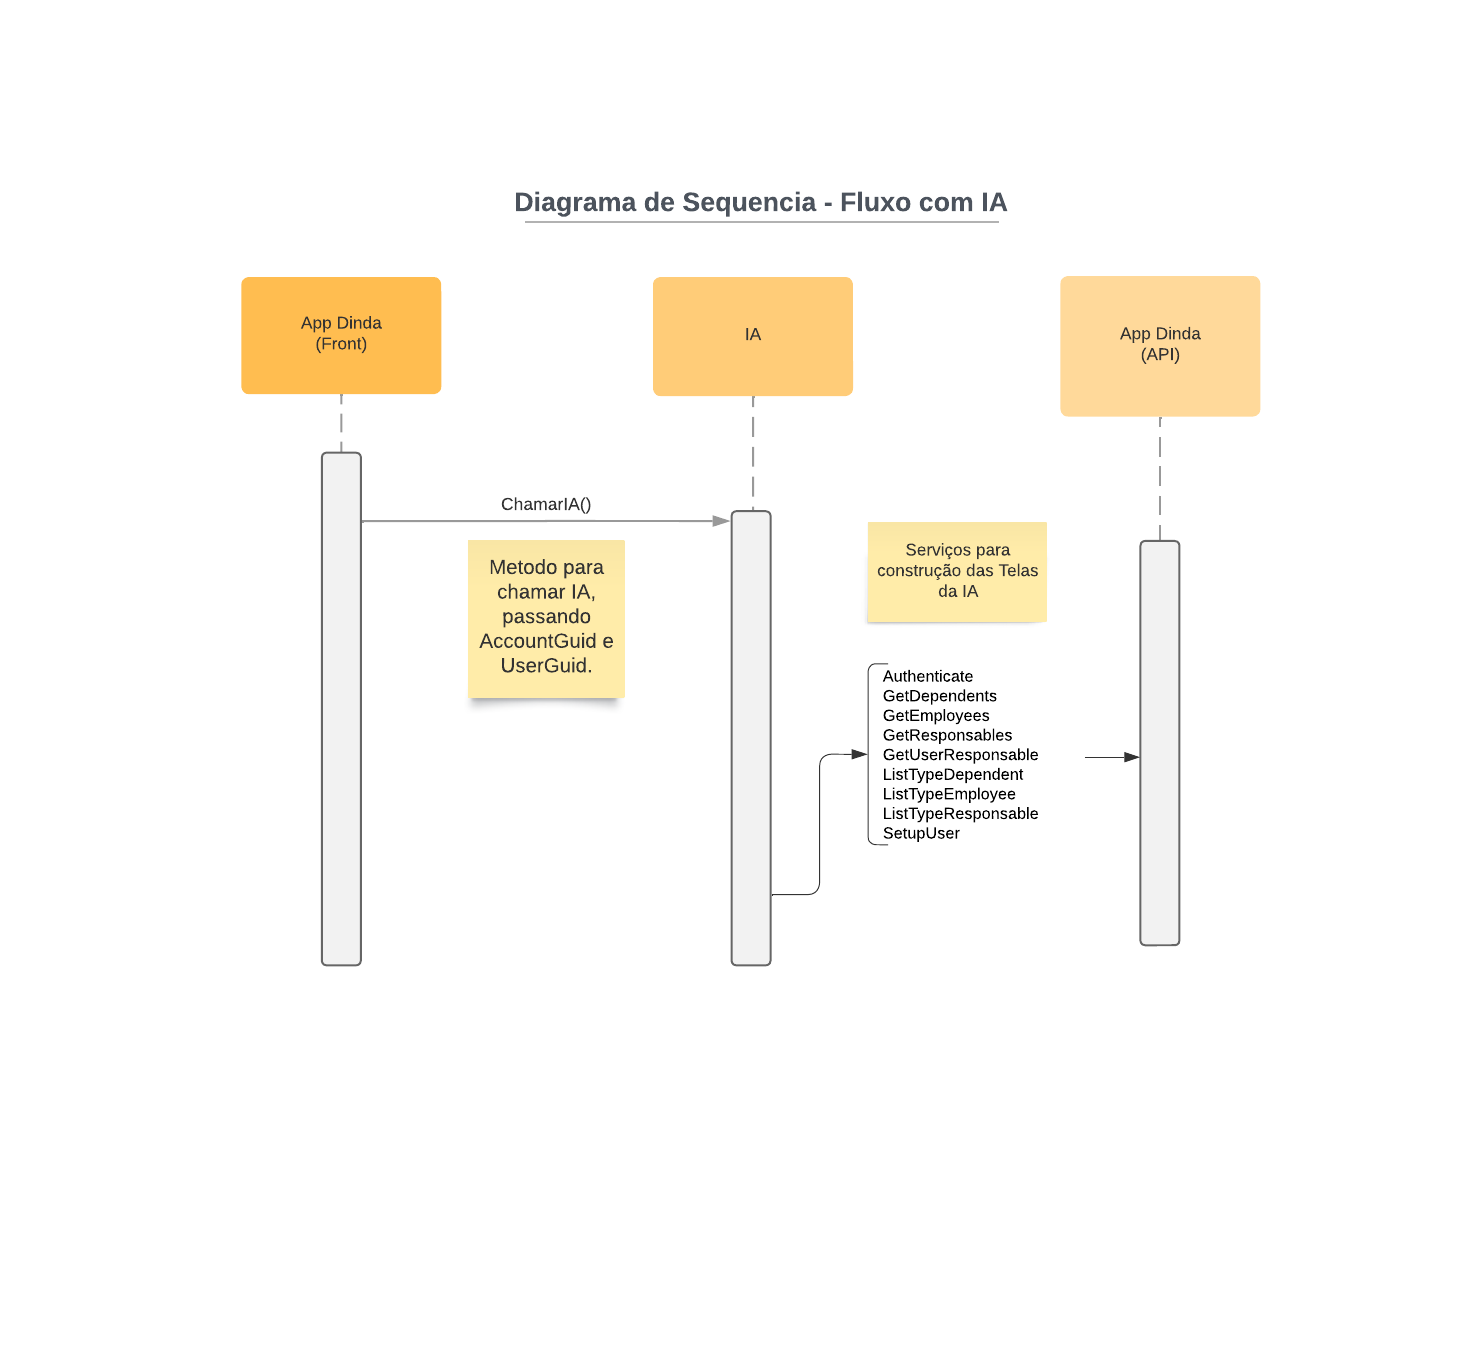 Diagrama de Sequencia - Fluxo com IA
App Dinda
(Front)
IA
App Dinda
(API)
ChamarIA()
Metodo para
chamar IA,
passando
AccountGuid e
UserGuid.
Serviços para
construção das Telas
da IA
Authenticate
GetDependents
GetEmployees
GetResponsables
GetUserResponsable
ListTypeDependent
ListTypeEmployee
ListTypeResponsable
SetupUser